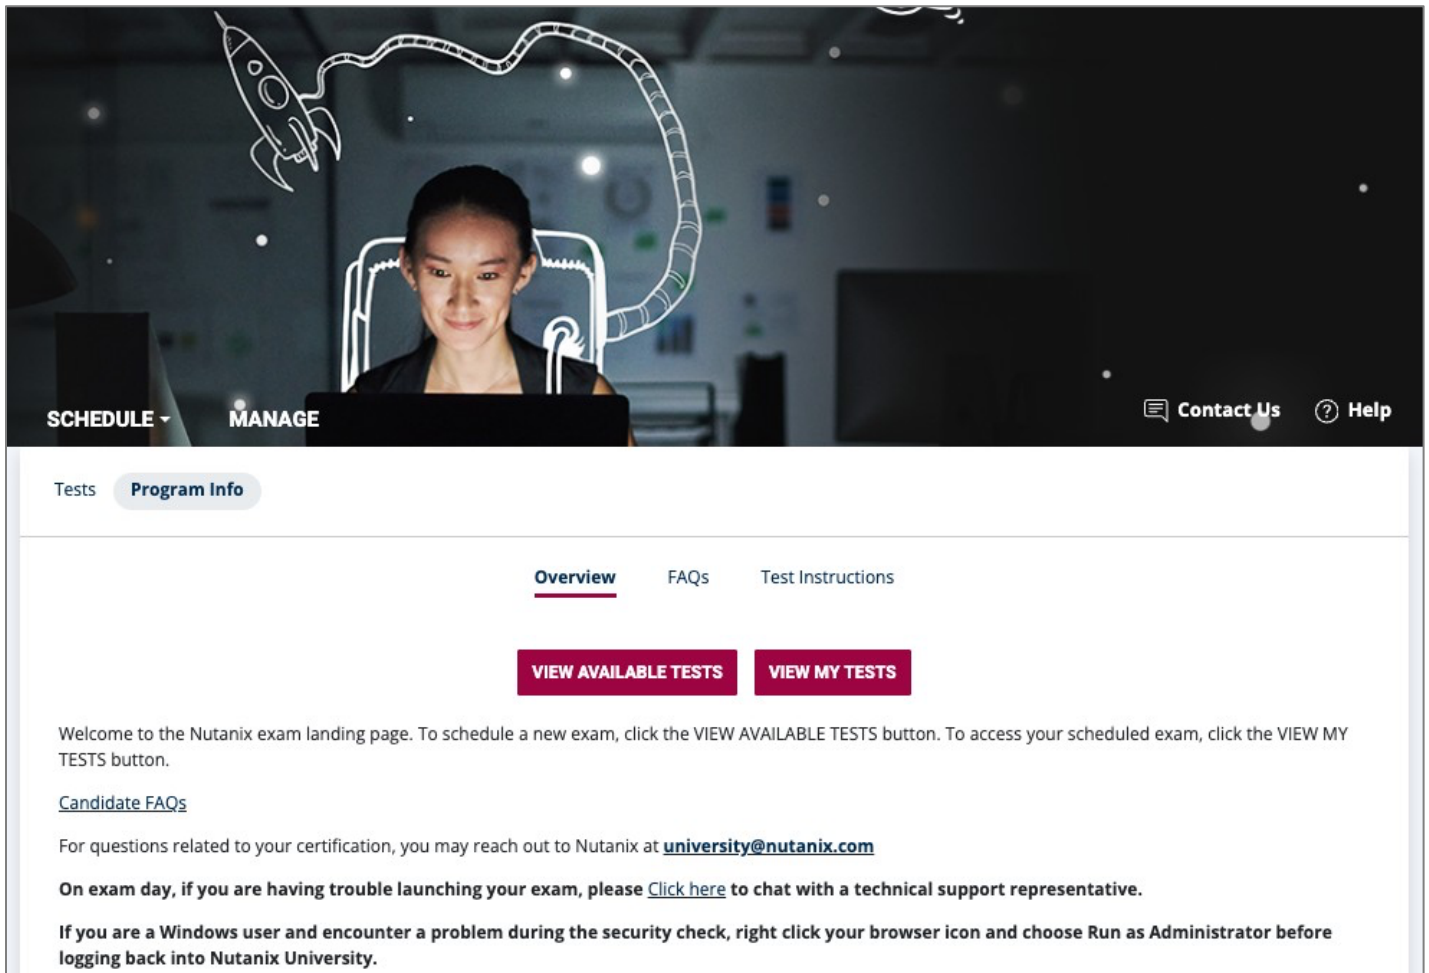 SCHEDULE
MANAGE
Contact Us
Help
Tests
Program Info
Overview
FAQs
Test Instructions
VIEW AVAILABLE TESTS
VIEW MY TESTS
Welcome to the Nutanix exam landing page. To schedule a new exam, click the VIEW AVAILABLE TESTS button. To access your scheduled exam, click the VIEW MY
TESTS button.
Candidate FAQs
For questions related to your certification, you may reach out to Nutanix at university@nutanix.com
On exam day, if you are having trouble launching your exam, please Click here to chat with a technical support representative.
If you are a Windows user and encounter a problem during the security check, right click your browser icon and choose Run as Administrator before
logging back into Nutanix University.